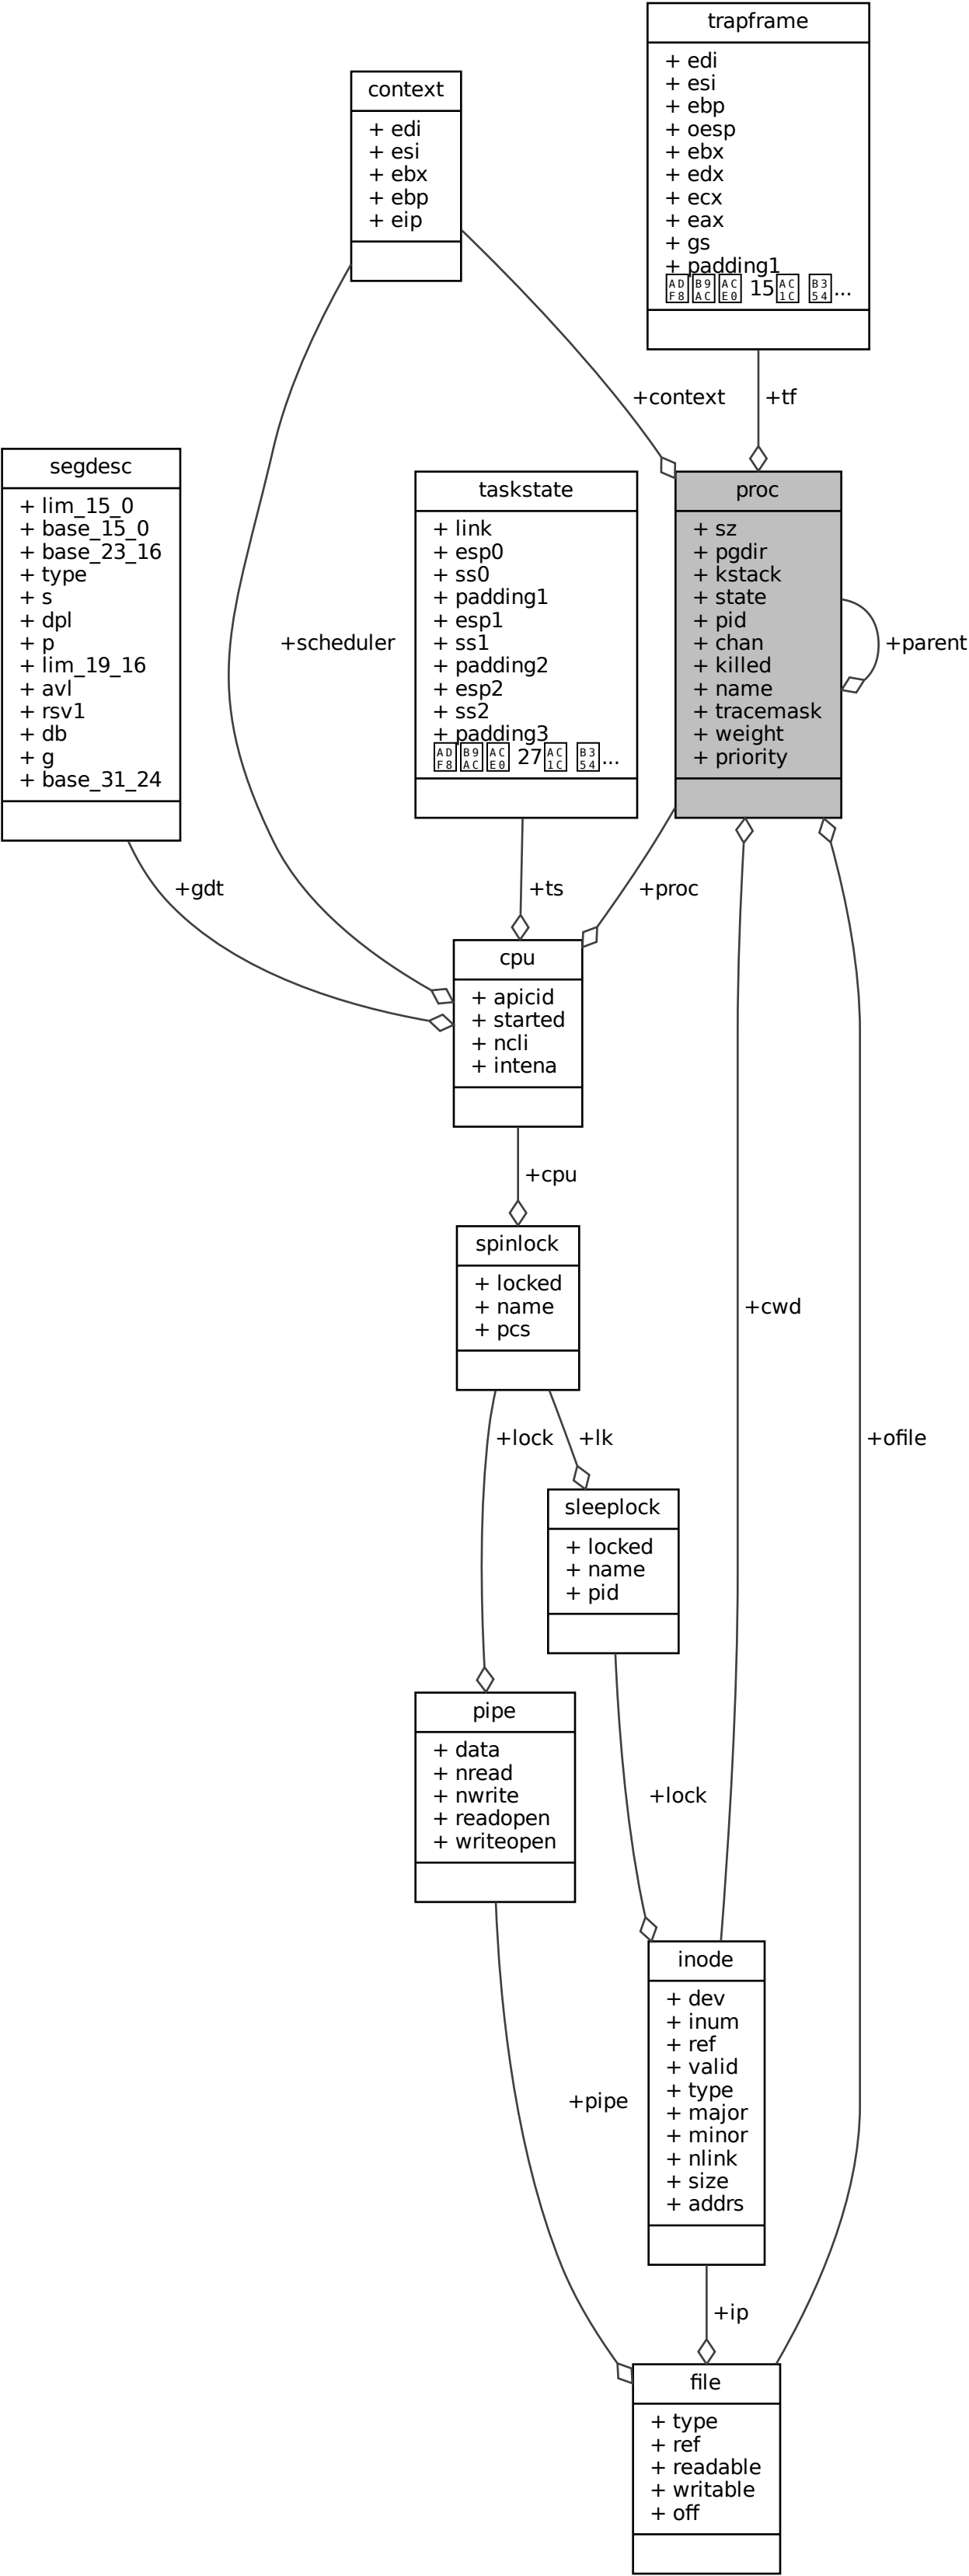 trapframe
+ edi
+ esi
+ ebp
+ oesp
+ ebx
+ edx
+ ecx
+ eax
+ gs
+ padding1
15 ...
context
+ edi
+ esi
+ ebx
+ ebp
+ eip
+context
+tf
segdesc
+ lim_15_0
+ base_15_0
+ base_23_16
+ type
+ s
+ dpl
+ p
+ lim_19_16
+ avl
+ rsv1
+ db
+ g
+ base_31_24
+scheduler
taskstate
+ link
+ esp0
+ ss0
+ padding1
+ esp1
+ ss1
+ padding2
+ esp2
+ ss2
+ padding3
27 ...
proc
+ sz
+ pgdir
+ kstack
+ state
+ pid
+ chan
+ killed
+ name
+ tracemask
+ weight
+ priority
+parent
+gdt
+ts
+proc
cpu
+ apicid
+ started
+ ncli
+ intena
+cpu
spinlock
+ locked
+ name
+ pcs
+cwd
+lock
+lk
+ofile
sleeplock
+ locked
+ name
+ pid
pipe
+ data
+ nread
+ nwrite
+ readopen
+ writeopen
+lock
inode
+ dev
+ inum
+ ref
+ valid
+ type
+ major
+ minor
+ nlink
+ size
+ addrs
+pipe
+ip
file
+ type
+ ref
+ readable
+ writable
+ off